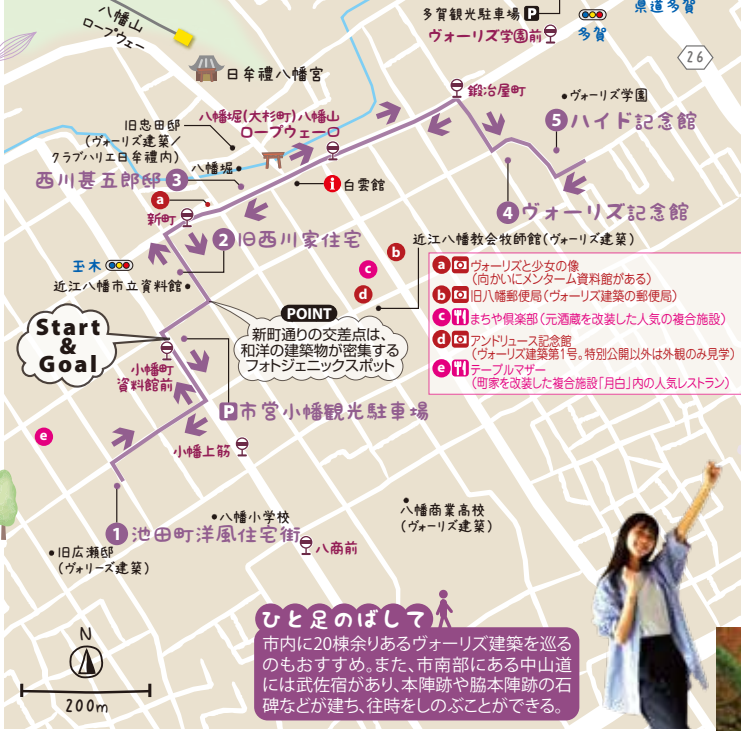 八幡山
ロープウェー
多賀観光駐車場 P
ヴォーリズ学園前
県道多賀
多賀
26
日牟禮八幡宮
鍛治屋町
八幡堀(大杉町)八幡山
ロープウェーロ
旧忠田邸
(ヴォーリズ建築/
クラブハリエ日牟禮内)
八幡堀
•ヴォーリズ学園
5 ハイド記念館
西川甚五郎邸 3
i 白雲館
a
新町
4 ヴォーリズ記念館
2 旧西川家住宅
近江八幡教会牧師館(ヴォーリズ建築)
b
c
d
玉木
近江八幡市立資料館•
a ヴォーリズと少女の像
(向かいにメンターム資料館がある)
b 旧八幡郵便局(ヴォーリズ建築の郵便局)
c まちや倶楽部(元酒蔵を改装した人気の複合施設)
d アンドリュース記念館
(ヴォーリズ建築第1号。特別公開以外は外観のみ見学)
e テーブルマザー
(町家を改装した複合施設「月白」内の人気レストラン)
POINT
新町通りの交差点は、
和洋の建築物が密集する
フォトジェニックスポット
Start
&
Goal
小幡町
資料館前
P 市営小幡観光駐車場
e
小幡上筋
•八幡小学校
八幡商業高校
(ヴォーリズ建築)
1 池田町洋風住宅街
八商前
•旧広瀬邸
(ヴォリーズ建築)
ひと足のばして
市内に20棟余りあるヴォーリズ建築を巡る
のもおすすめ。また、市南部にある中山道
には武佐宿があり、本陣跡や脇本陣跡の石
碑などが建ち、往時をしのぶことができる。
N
200m